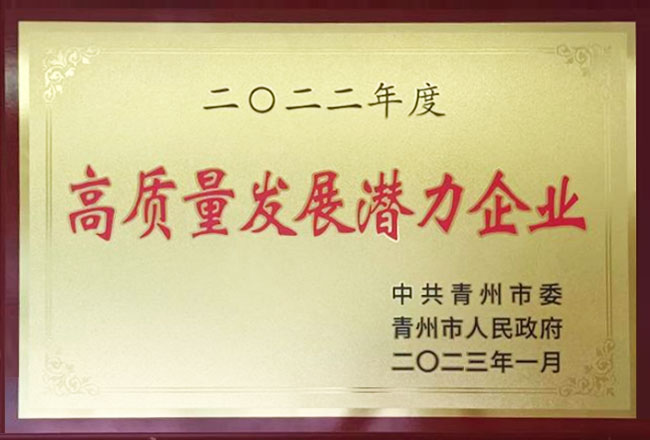 二〇二二年度
高质量发展潜力企业
中共青州市委
青州市人民政府
二〇二三年一月